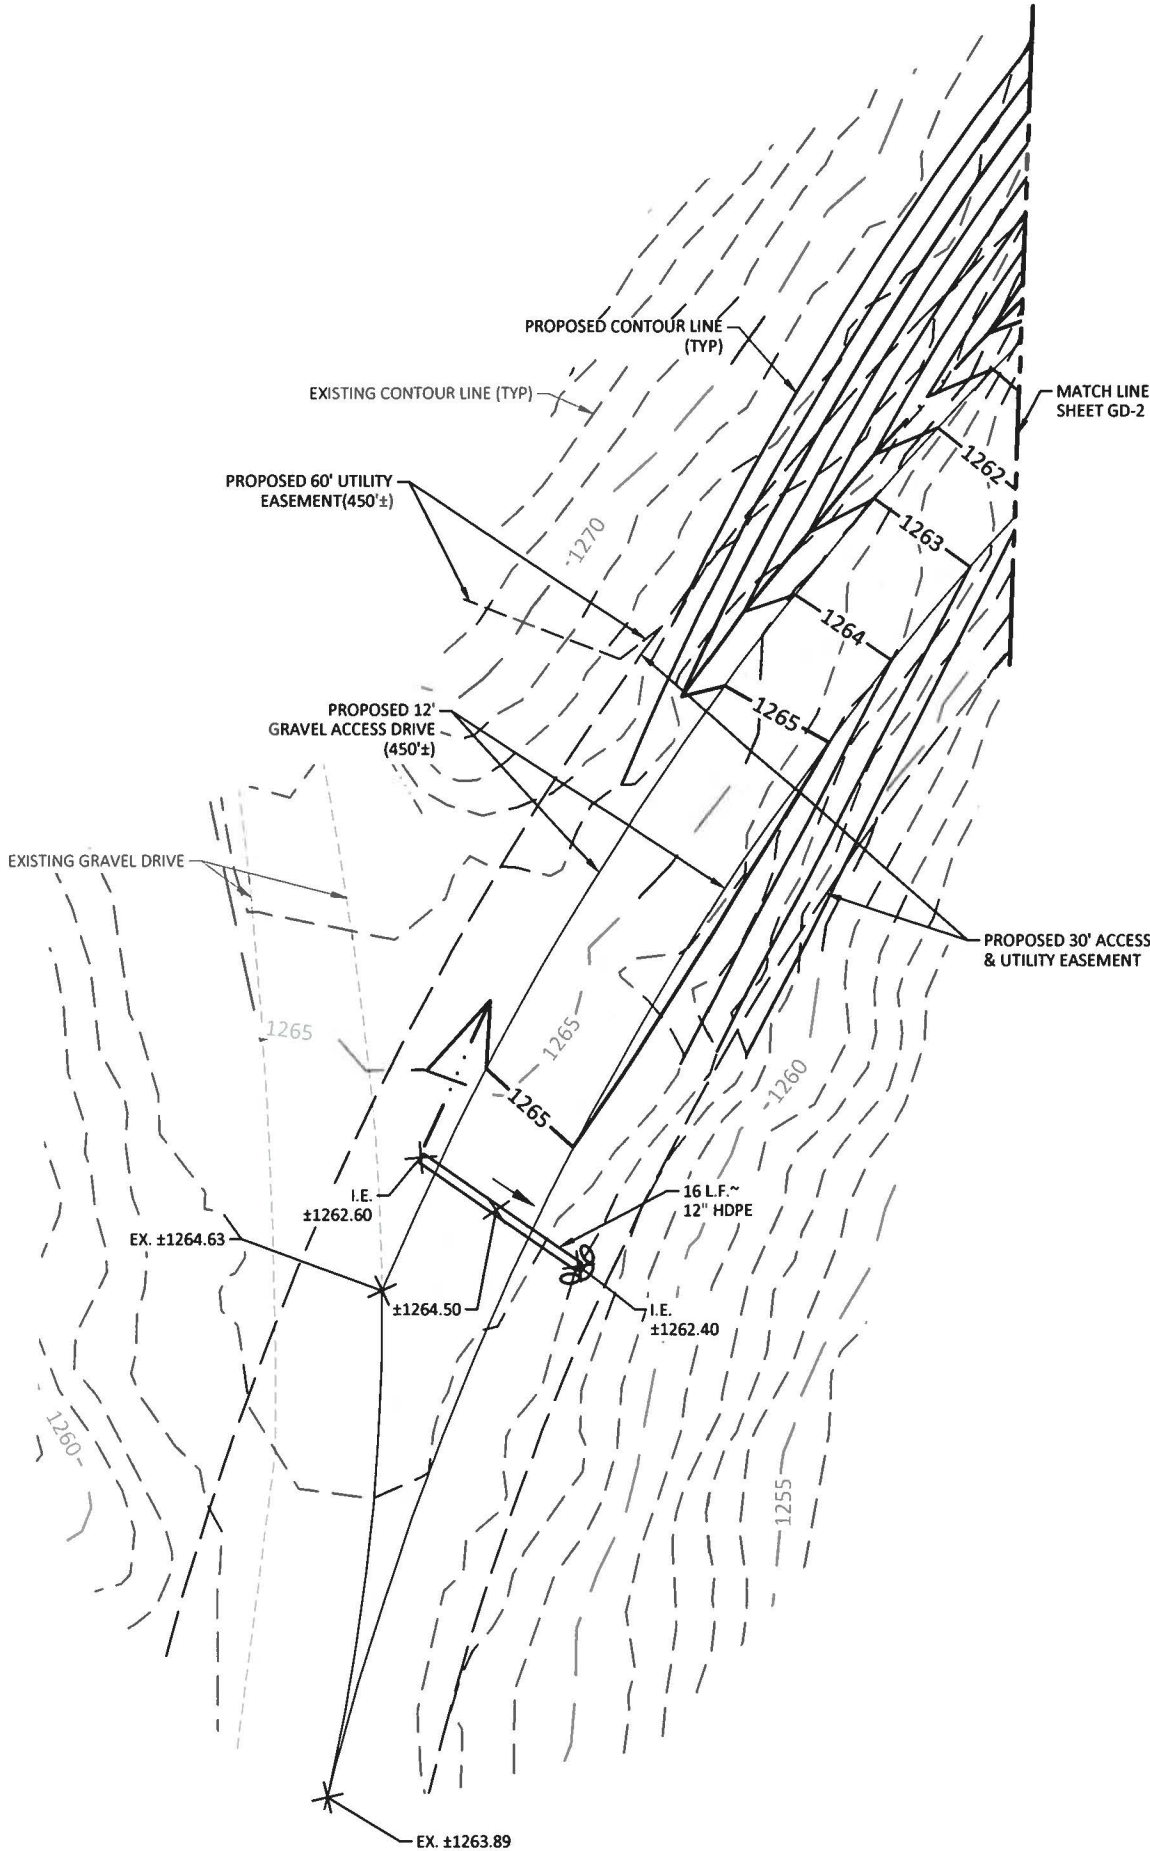 PROPOSED CONTOUR LINE
(TYP)
EXISTING CONTOUR LINE (TYP)
MATCH LINE
SHEET GD-2
PROPOSED 60' UTILITY
EASEMENT(450'±)
1262
1263
1270
1264
1265
PROPOSED 12'
GRAVEL ACCESS DRIVE
(450'±)
EXISTING GRAVEL DRIVE
PROPOSED 30' ACCESS
& UTILITY EASEMENT
1265
1265
1260
1265
I.E.
±1262.60
16 L.F.~
12" HDPE
EX. ±1264.63
±1264.50
I.E.
±1262.40
1260
1255
EX. ±1263.89